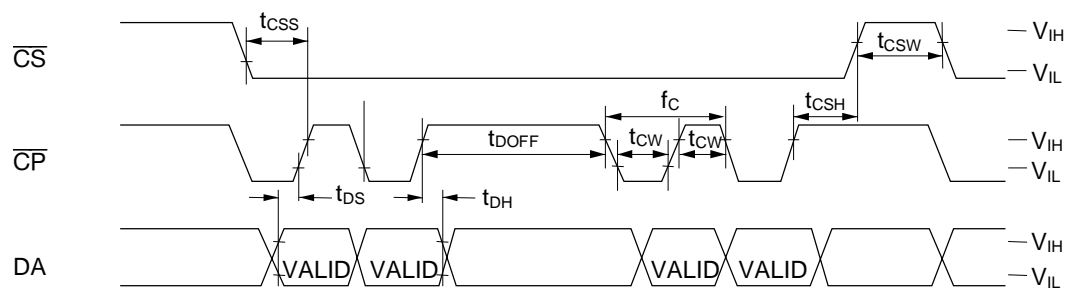 tCSS
CS
tCSW
VIH
VIL
fC
tCSH
CP
tDOFF
tCW
tCW
VIH
VIL
tDS
tDH
DA
VALID
VALID
VALID
VALID
VIH
VIL